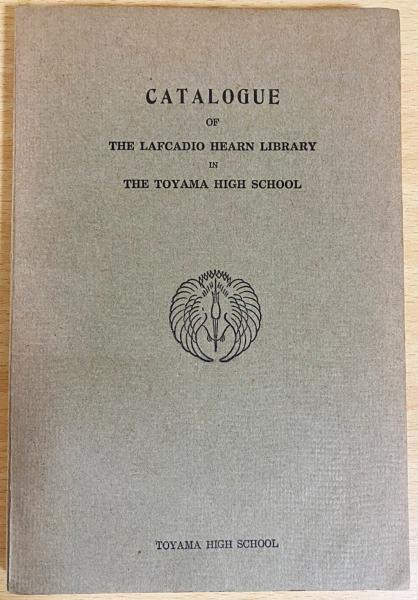 CATALOGUE
OF
THE LAFCADIO HEARN LIBRARY
IN
THE TOYAMA HIGH SCHOOL
TOYAMA HIGH SCHOOL